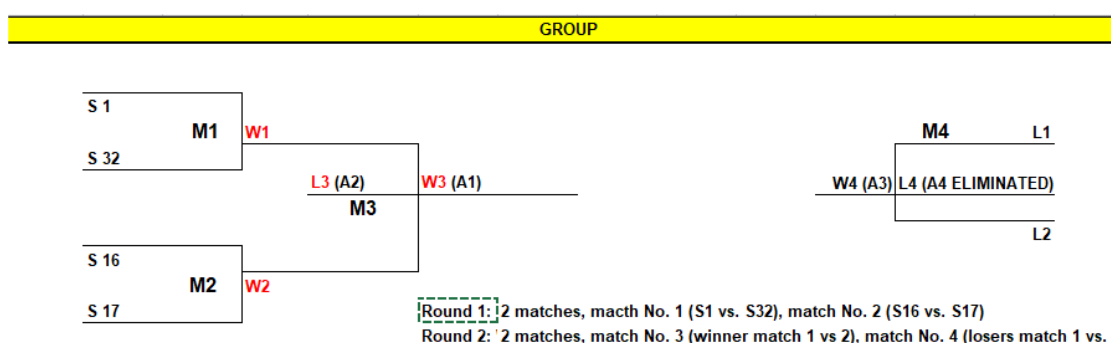 GROUP
S 1
M1
W1
S 32
M4
L1
L3 (A2)
W3 (A1)
M3
W4 (A3)
L4 (A4 ELIMINATED)
L2
S 16
M2
W2
S 17
Round 1: 2 matches, macth No. 1 (S1 vs. S32), match No. 2 (S16 vs. S17)
Round 2: 2 matches, match No. 3 (winner match 1 vs 2), match No. 4 (losers match 1 vs.